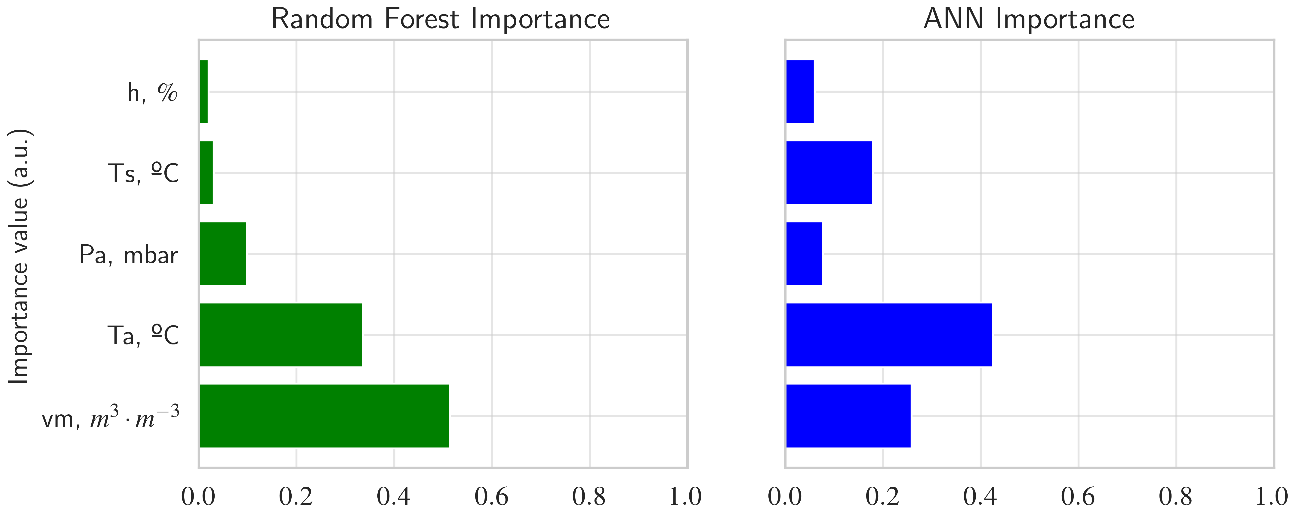 Random Forest Importance
ANN Importance
Importance value (a.u.)
h, %
Ts, ºC
Pa, mbar
Ta, ºC
vm, m³ · m⁻³
0.0 0.2 0.4 0.6 0.8 1.0
0.0 0.2 0.4 0.6 0.8 1.0